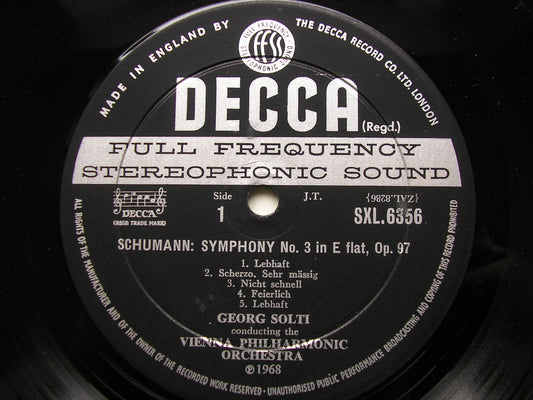 MADE IN ENGLAND BY
THE DECCA RECORD CO. LTD. LONDON
FULL FREQUENCY
ffss
STEREOPHONIC SOUND
DECCA
(Regd.)
FULL FREQUENCY
STEREOPHONIC SOUND
DECCA
(REGD. TRADE MARK)
Side
1
J.T.
{ZAL.8286}
SXL.6356
SCHUMANN: SYMPHONY No. 3 in E flat, Op. 97
1. Lebhaft
2. Scherzo. Sehr mässig
3. Nicht schnell
4. Feierlich
5. Lebhaft
GEORG SOLTI
conducting the
VIENNA PHILHARMONIC
ORCHESTRA
℗1968
ALL RIGHTS OF THE MANUFACTURER AND OF THE OWNER OF THE RECORDED WORK RESERVED - UNAUTHORISED PUBLIC PERFORMANCE BROADCASTING AND COPYING OF THIS RECORD PROHIBITED